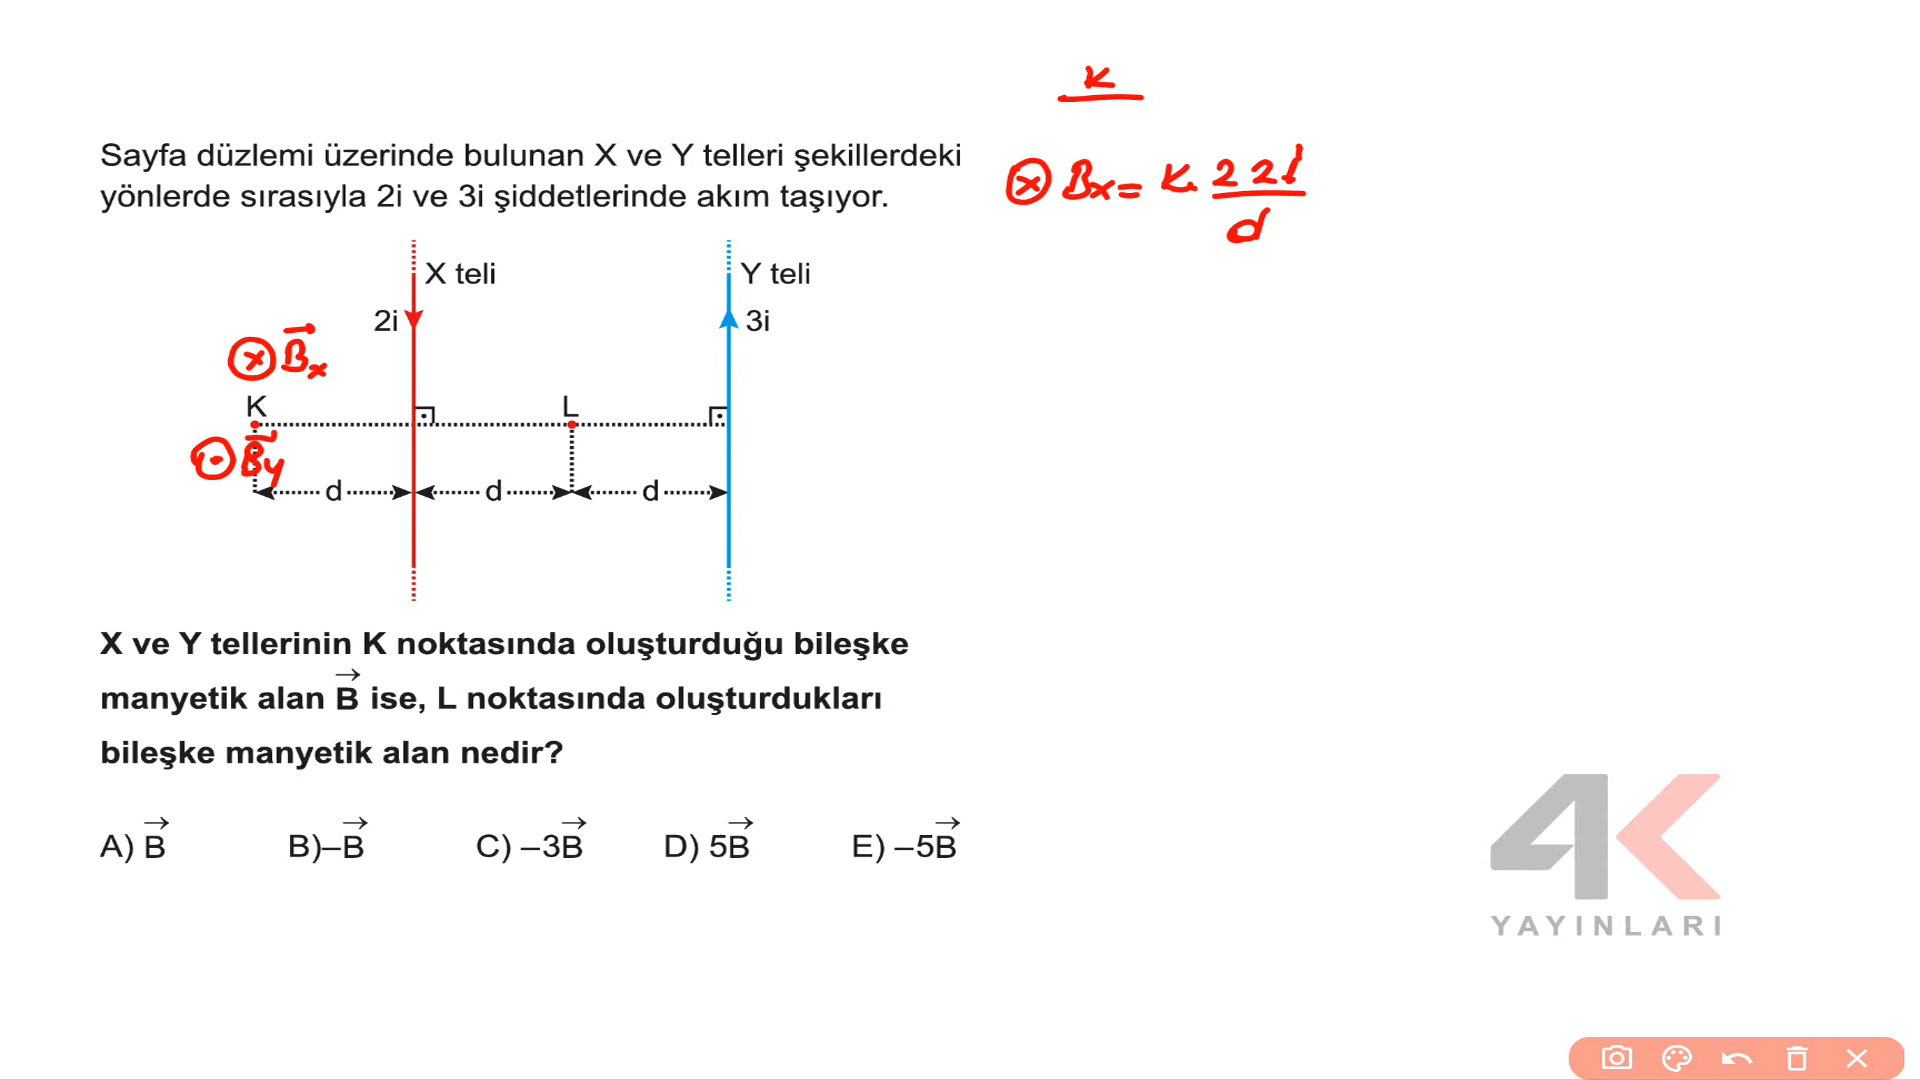 K
Sayfa düzlemi üzerinde bulunan X ve Y telleri şekillerdeki
yönlerde sırasıyla 2i ve 3i şiddetlerinde akım taşıyor.
⊗ Bx = K. 2 2i / d
X teli
Y teli
2i
3i
⊗ B⃗x
K
L
⊙ B⃗y
d
d
d
X ve Y tellerinin K noktasında oluşturduğu bileşke
manyetik alan B⃗ ise, L noktasında oluşturdukları
bileşke manyetik alan nedir?
A) B⃗ B)–B⃗ C) –3B⃗ D) 5B⃗ E) –5B⃗
4K
YAYINLARI